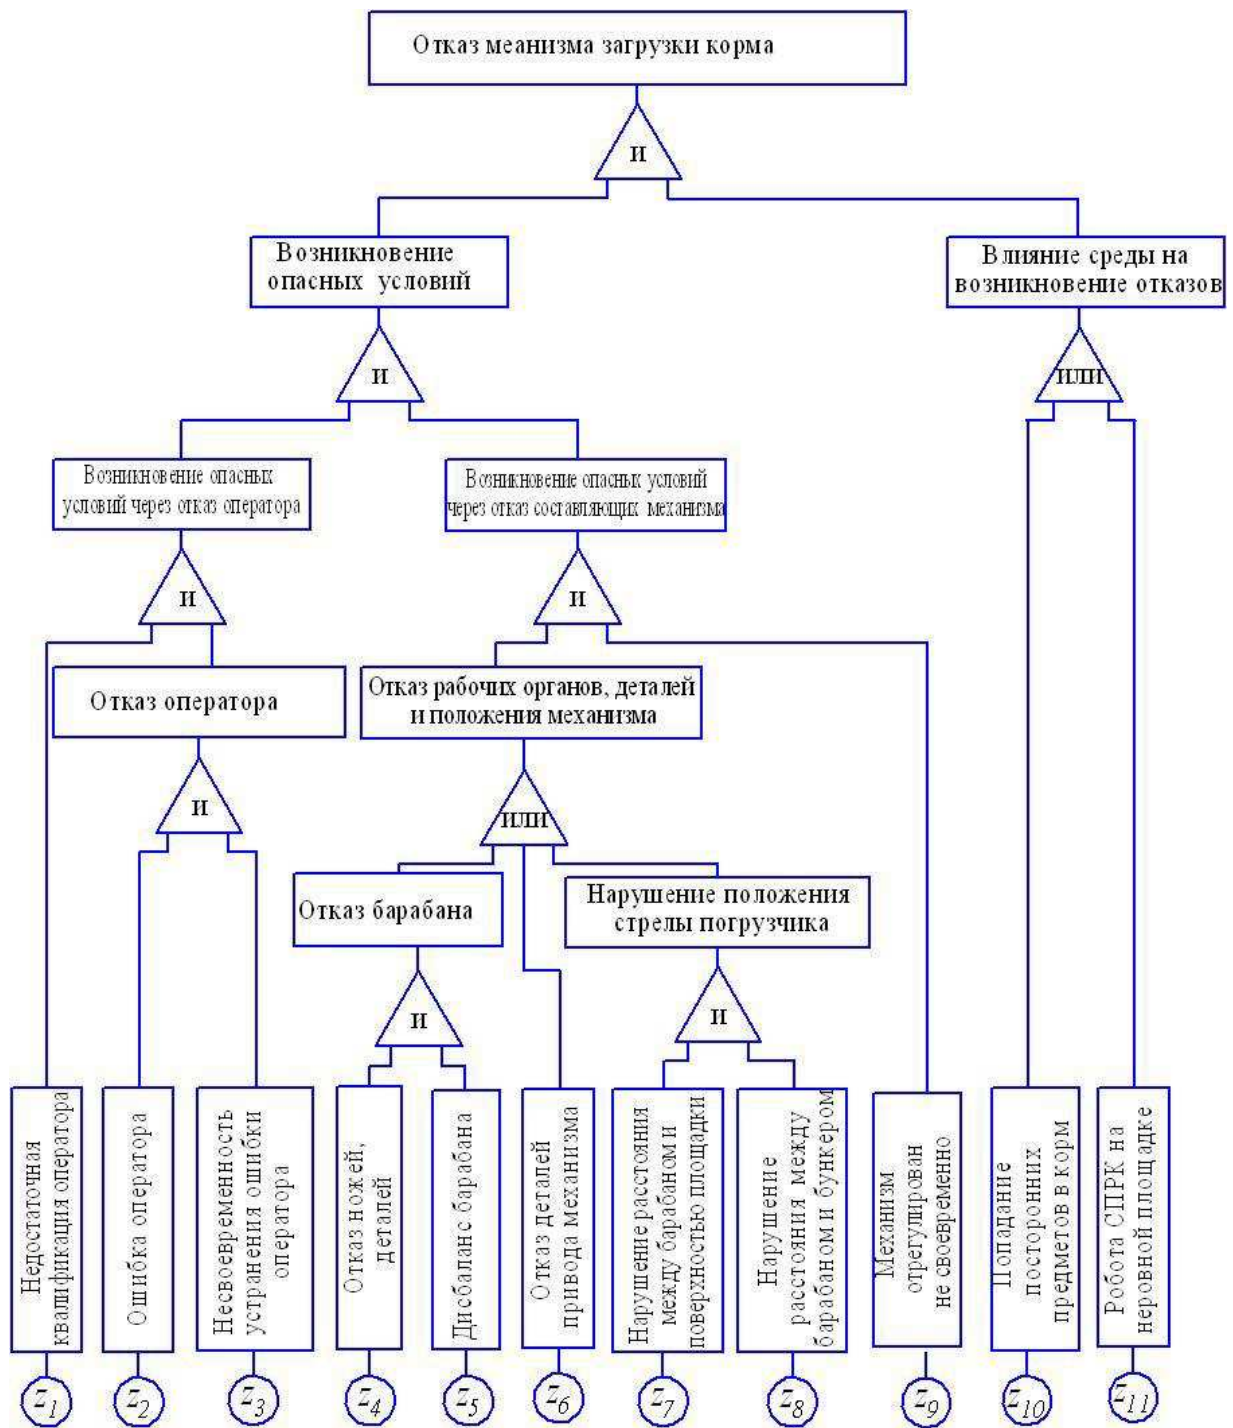 Отказ меанизма загрузки корма
и
Возникновение
опасных условий
Влияние среды на
возникновение отказов
и
или
Возникновение опасных
условий через отказ оператора
Возникновение опасных условий
через отказ составляющих механизма
и
и
Отказ оператора
Отказ рабочих органов, деталей
и положения механизма
и
или
Отказ барабана
Нарушение положения
стрелы погрузчика
и
и
Недостаточная
квалификация оператора
Ошибка оператора
Несвоевременность
устранения ошибки
оператора
Отказ ножей,
деталей
Дисбаланс барабана
Отказ деталей
привода механизма
Нарушение расстояния
между барабаном и
поверхностью площадки
Нарушение
расстояния между
барабаном и бункером
Механизм
отрегулирован
не своевременно
Попадание
посторонних
предметов в корм
Робота СПРК на
неровной площадке
z1
z2
z3
z4
z5
z6
z7
z8
z9
z10
z11